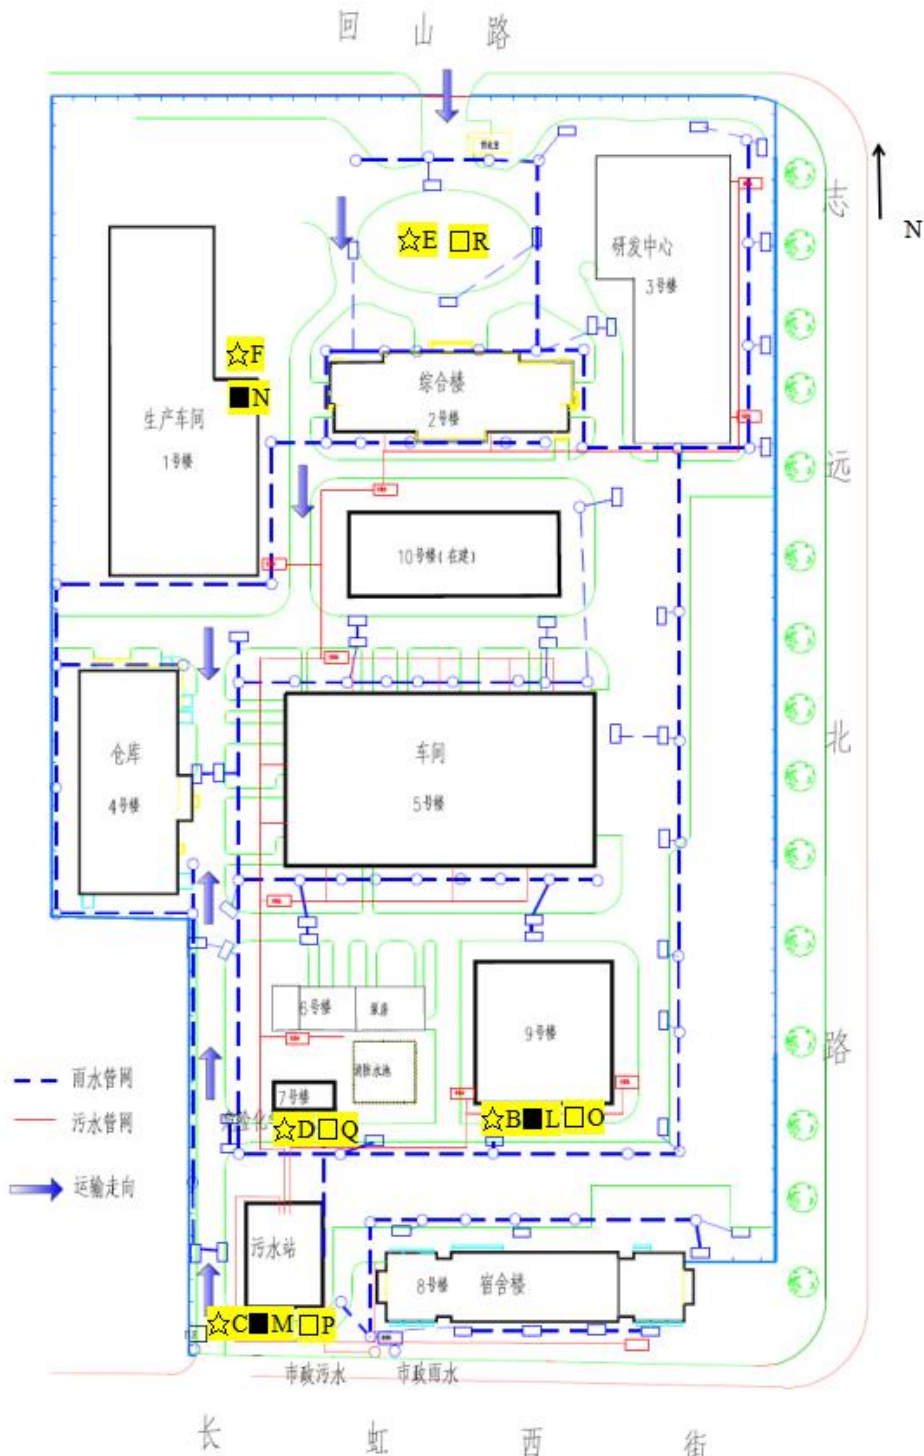 回山路
N
志远北路
☆E □R
研发中心
3号楼
☆F
■N
综合楼
2号楼
生产车间
1号楼
10号楼(在建)
仓库
4号楼
车间
5号楼
6号楼
泵房
9号楼
消防水池
7号楼
☆D□Q
☆B■L□O
雨水管网
污水管网
运输走向
污水站
8号楼 宿舍楼
☆C■M□P
市政污水 市政雨水
长虹西街